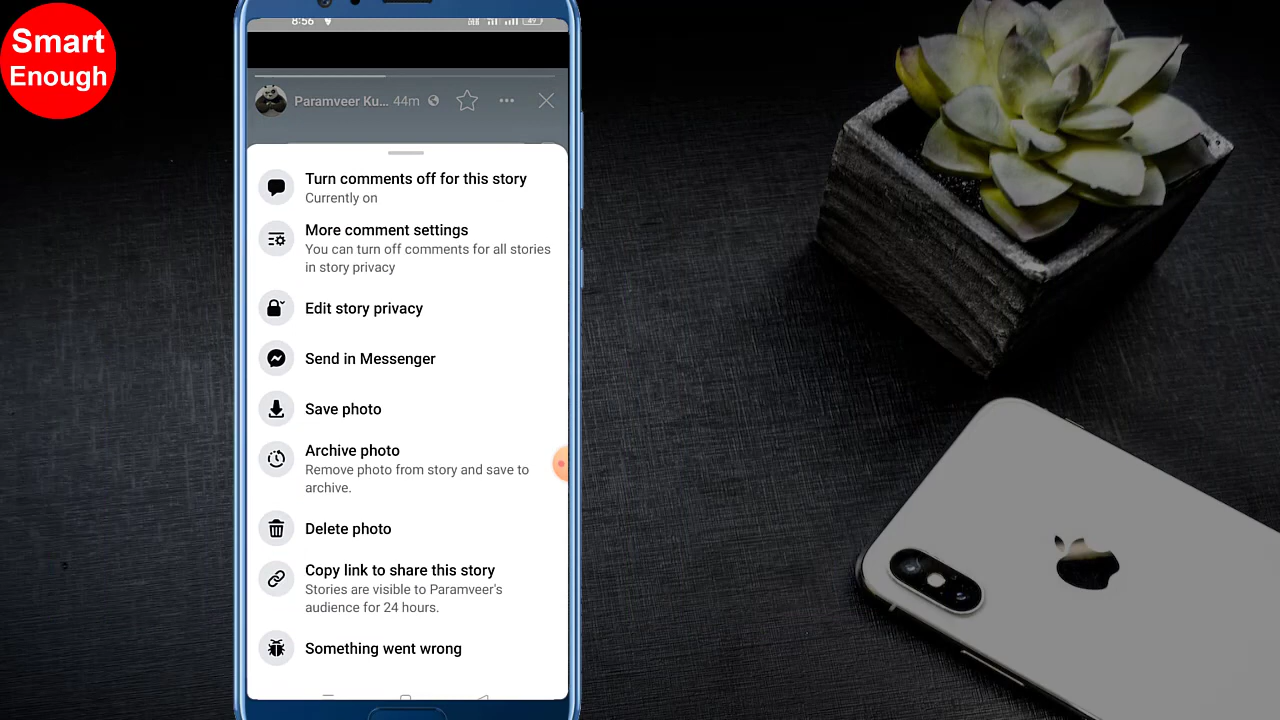 Smart
Enough
8:56
49
Paramveer Ku... 44m
Turn comments off for this story
Currently on
More comment settings
You can turn off comments for all stories
in story privacy
Edit story privacy
Send in Messenger
Save photo
Archive photo
Remove photo from story and save to
archive.
Delete photo
Copy link to share this story
Stories are visible to Paramveer's
audience for 24 hours.
Something went wrong